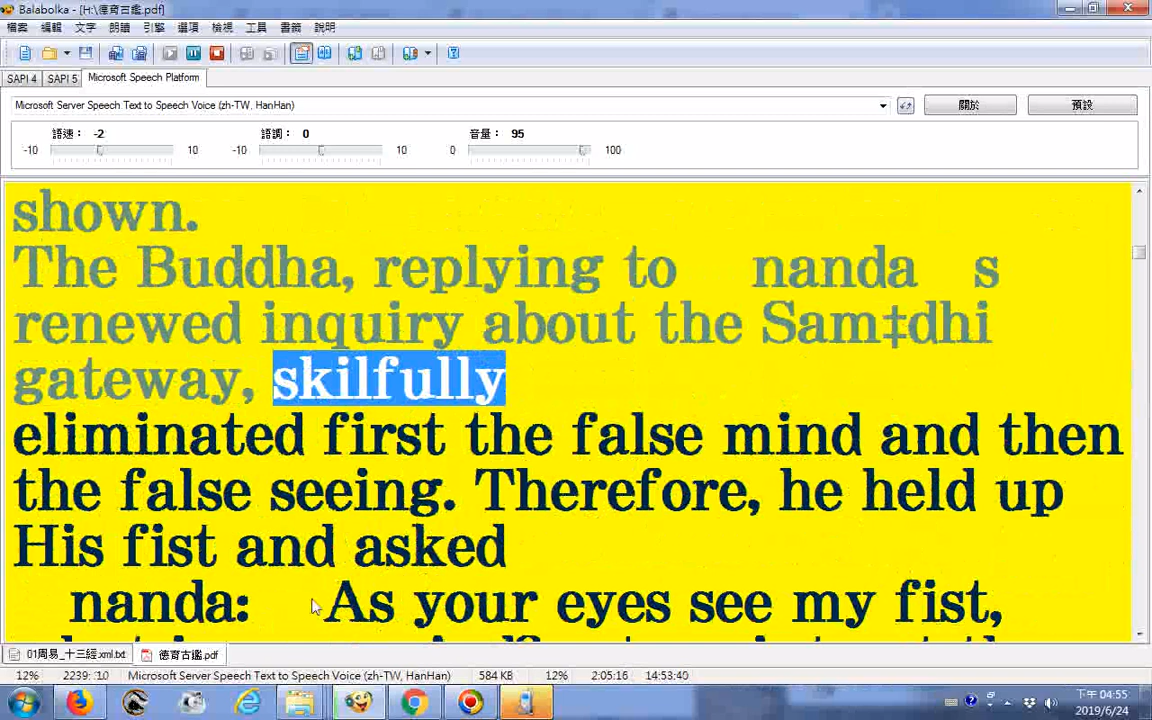 Balabolka - [H:\德育古鑑.pdf]
檔案 編輯 文字 朗讀 引擎 選項 檢視 工具 書籤 說明
SAPI 4 SAPI 5 Microsoft Speech Platform
Microsoft Server Speech Text to Speech Voice (zh-TW, HanHan) 關於 預設
語速： -2 語調： 0 音量： 95
-10 10 -10 10 0 100
shown.
The Buddha, replying to nanda s
renewed inquiry about the Sam‡dhi
gateway, skilfully
eliminated first the false mind and then
the false seeing. Therefore, he held up
His fist and asked
nanda: As your eyes see my fist,
01周易_十三經.xml.txt 德育古鑑.pdf
12% 2239: 10 Microsoft Server Speech Text to Speech Voice (zh-TW, HanHan) 584 KB 12% 2:05:16 14:53:40
下午 04:55
2019/6/24